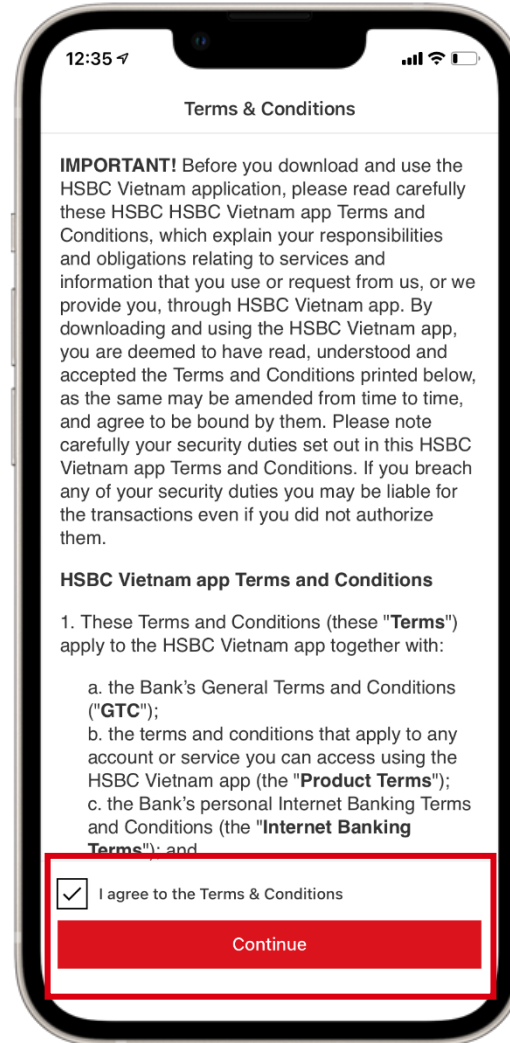 12:35
Terms & Conditions
IMPORTANT! Before you download and use the
HSBC Vietnam application, please read carefully
these HSBC HSBC Vietnam app Terms and
Conditions, which explain your responsibilities
and obligations relating to services and
information that you use or request from us, or we
provide you, through HSBC Vietnam app. By
downloading and using the HSBC Vietnam app,
you are deemed to have read, understood and
accepted the Terms and Conditions printed below,
as the same may be amended from time to time,
and agree to be bound by them. Please note
carefully your security duties set out in this HSBC
Vietnam app Terms and Conditions. If you breach
any of your security duties you may be liable for
the transactions even if you did not authorize
them.
HSBC Vietnam app Terms and Conditions
1. These Terms and Conditions (these "Terms")
apply to the HSBC Vietnam app together with:
a. the Bank's General Terms and Conditions
("GTC");
b. the terms and conditions that apply to any
account or service you can access using the
HSBC Vietnam app (the "Product Terms");
c. the Bank's personal Internet Banking Terms
and Conditions (the "Internet Banking
Terms"); and
I agree to the Terms & Conditions
Continue